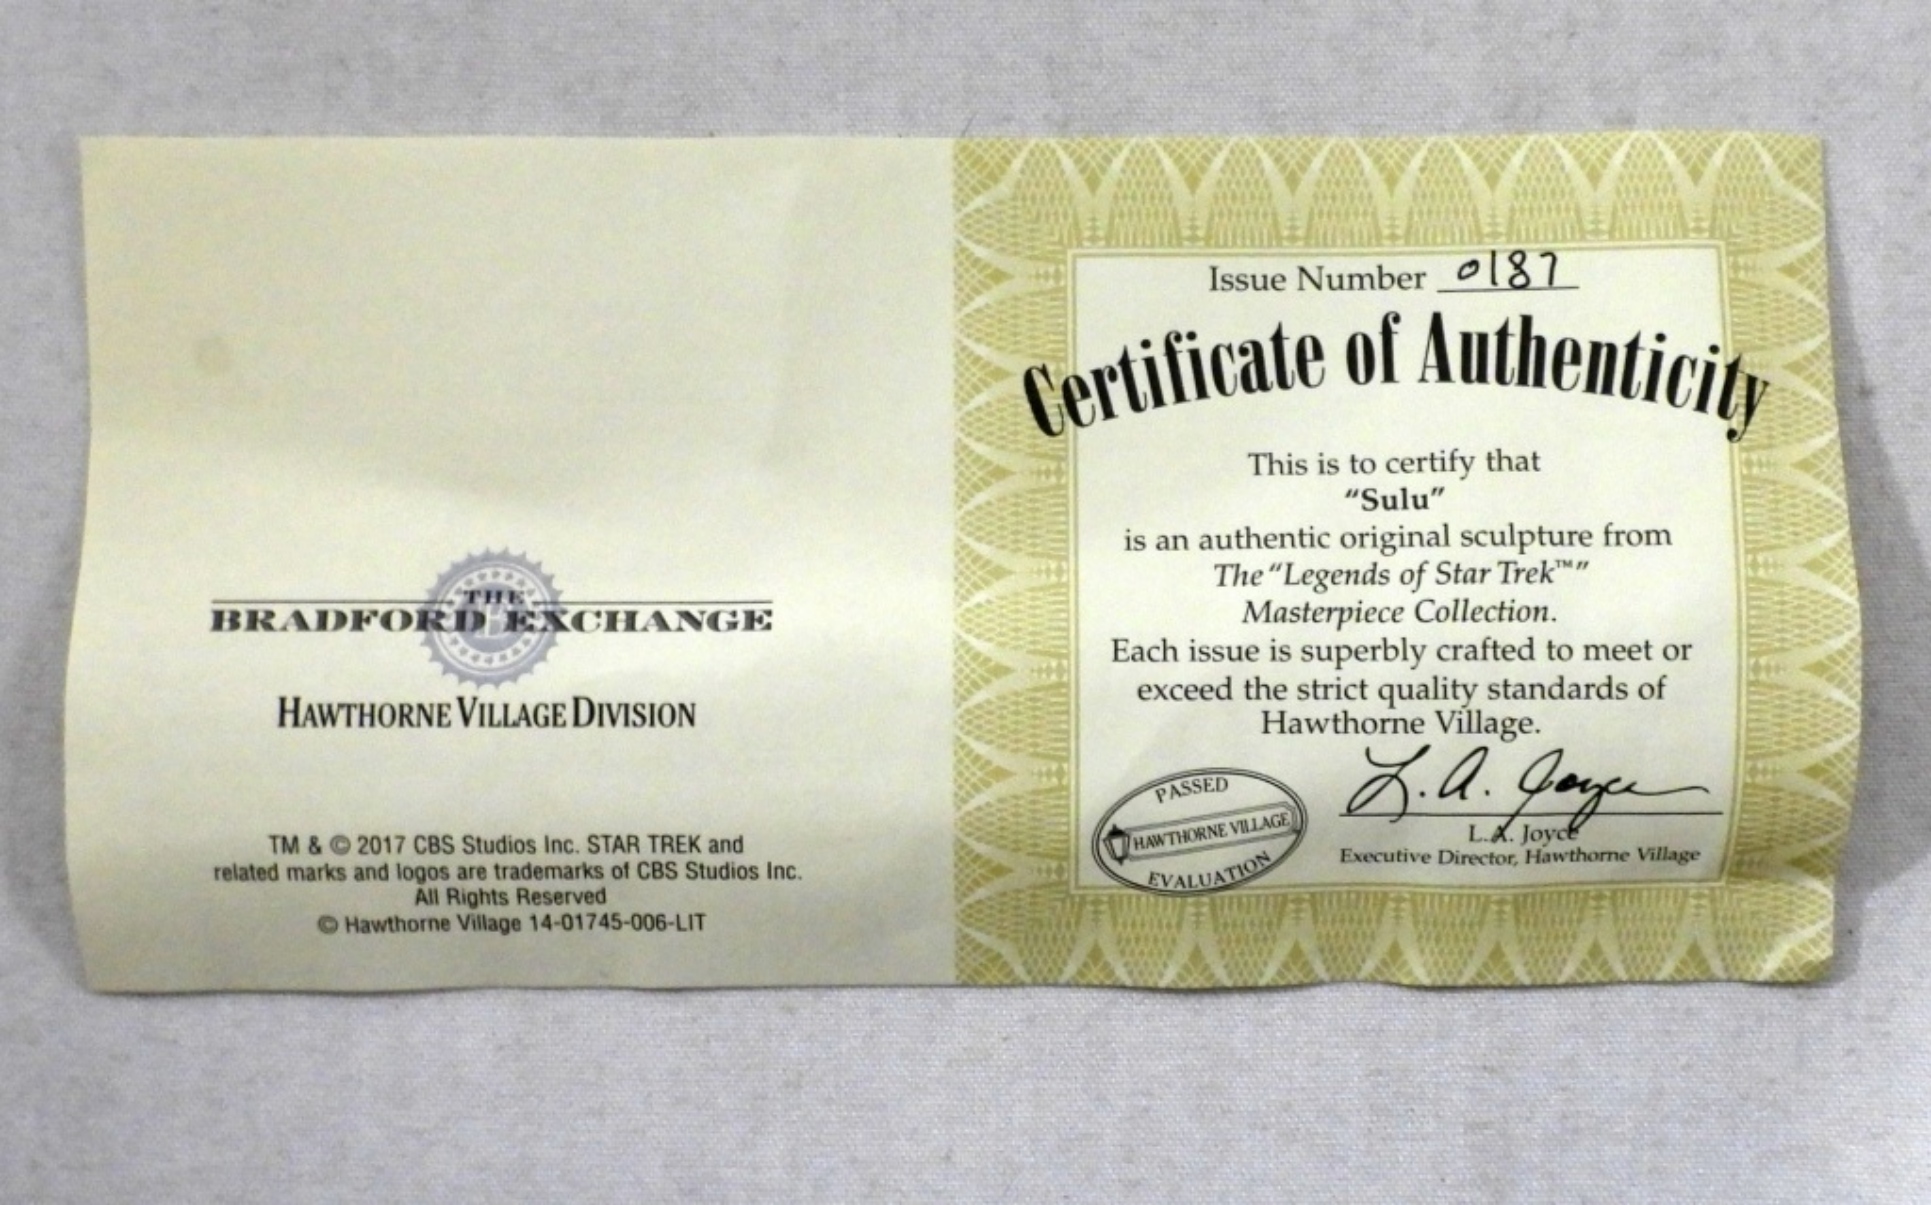 THE
BRADFORD EXCHANGE
HAWTHORNE VILLAGE DIVISION
TM & © 2017 CBS Studios Inc. STAR TREK and
related marks and logos are trademarks of CBS Studios Inc.
All Rights Reserved
© Hawthorne Village 14-01745-006-LIT
Issue Number 0187
Certificate of Authenticity
This is to certify that
“Sulu”
is an authentic original sculpture from
The “Legends of Star Trek™”
Masterpiece Collection.
Each issue is superbly crafted to meet or
exceed the strict quality standards of
Hawthorne Village.
PASSED
HAWTHORNE VILLAGE
EVALUATION
L. A. Joyce
L.A. Joyce
Executive Director, Hawthorne Village